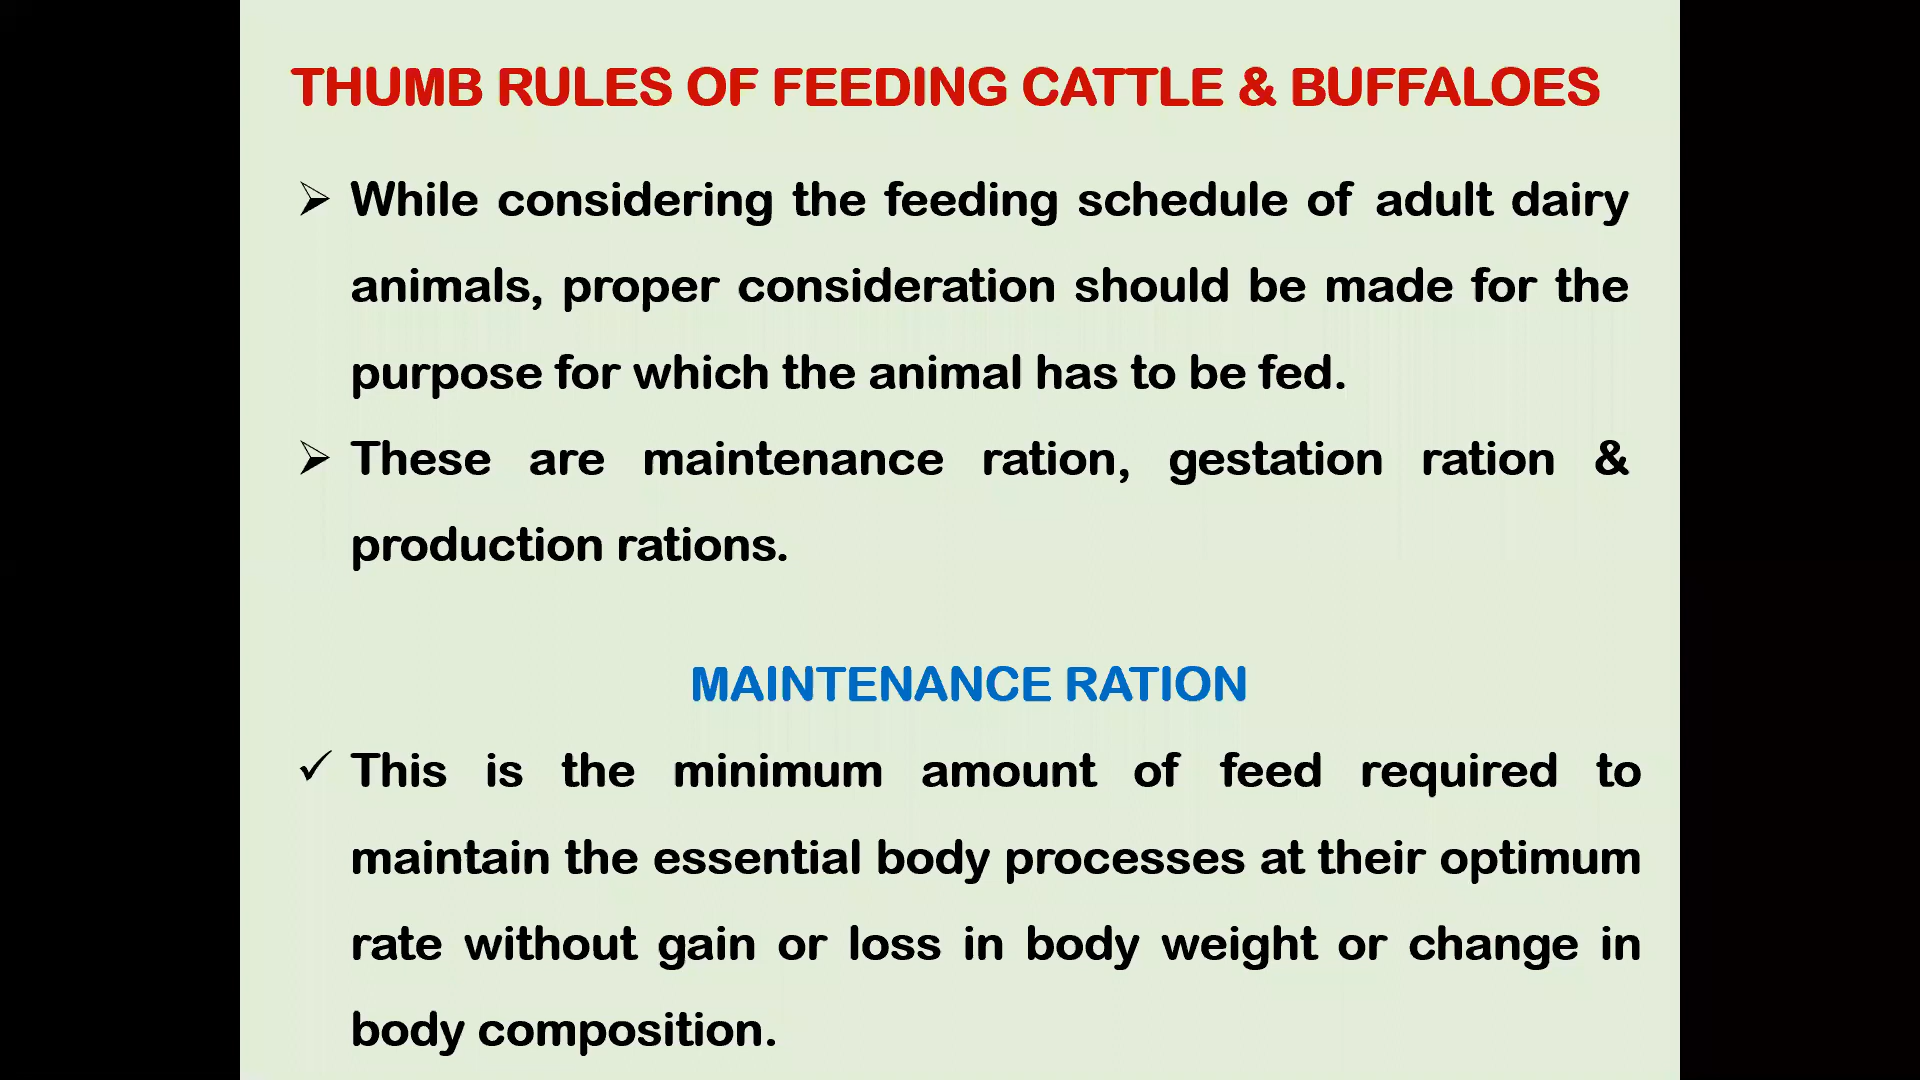 THUMB RULES OF FEEDING CATTLE & BUFFALOES
➢ While considering the feeding schedule of adult dairy
animals, proper consideration should be made for the
purpose for which the animal has to be fed.
➢ These are maintenance ration, gestation ration &
production rations.
MAINTENANCE RATION
✓ This is the minimum amount of feed required to
maintain the essential body processes at their optimum
rate without gain or loss in body weight or change in
body composition.